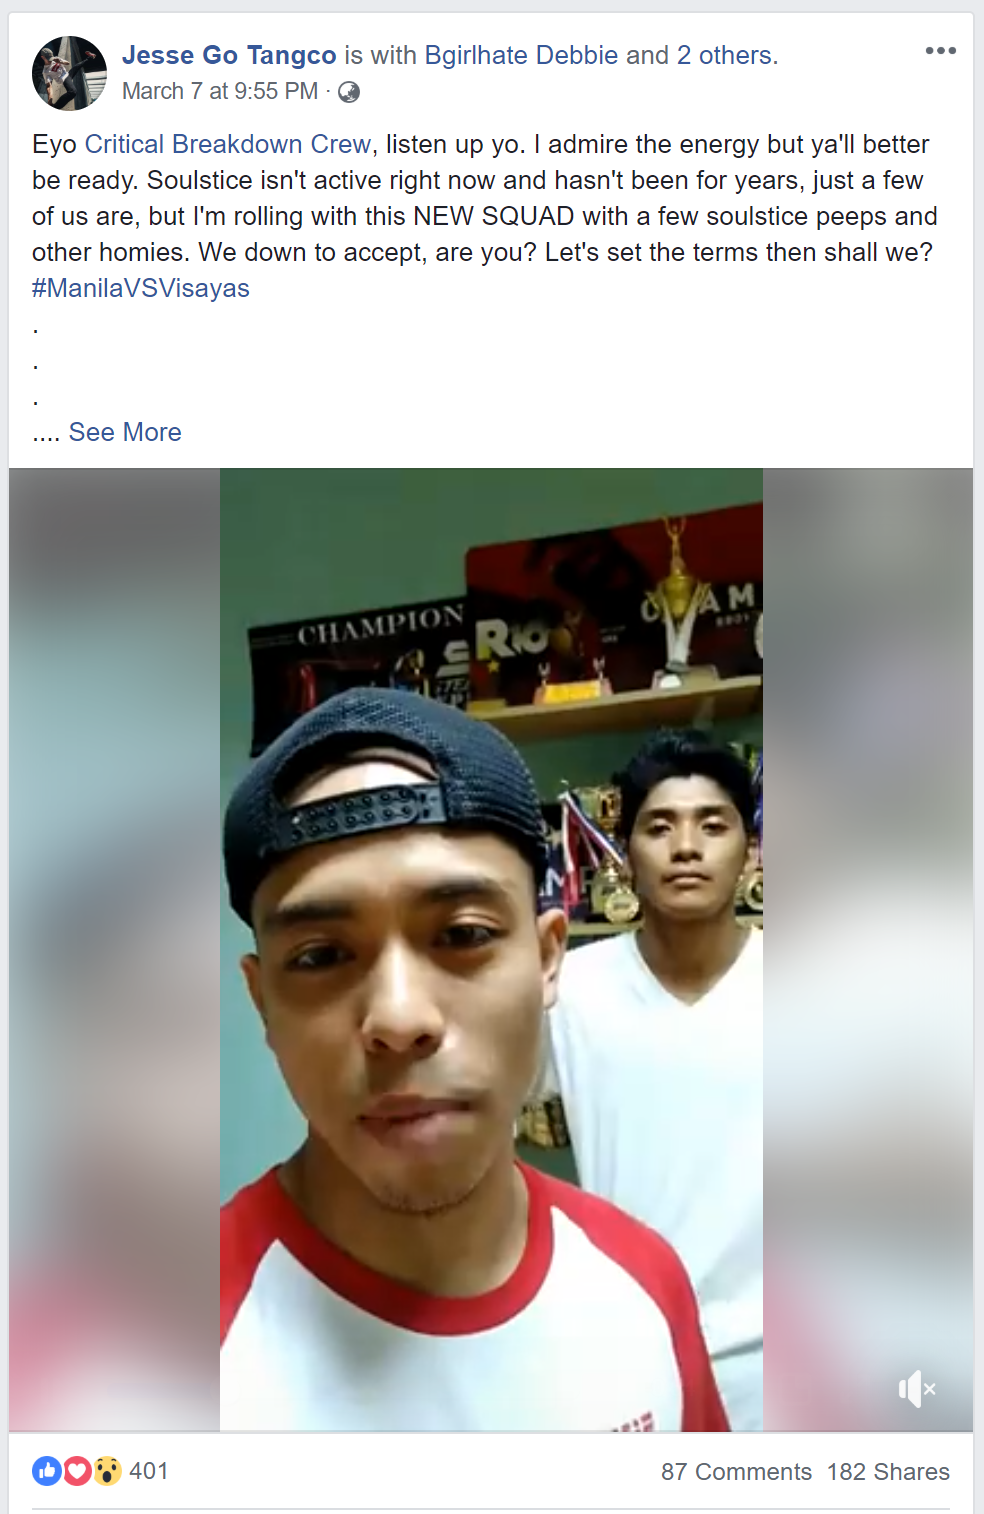 Jesse Go Tangco is with Bgirlhate Debbie and 2 others.
March 7 at 9:55 PM ·
Eyo Critical Breakdown Crew, listen up yo. I admire the energy but ya'll better
be ready. Soulstice isn't active right now and hasn't been for years, just a few
of us are, but I'm rolling with this NEW SQUAD with a few soulstice peeps and
other homies. We down to accept, are you? Let's set the terms then shall we?
#ManilaVSVisayas
.
.
.
.... See More
CHAMPION
RIO
401
87 Comments 182 Shares